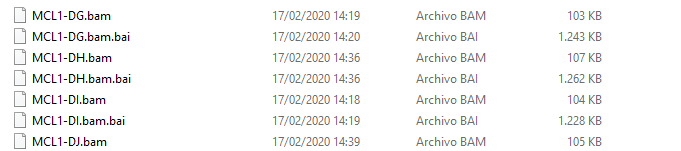 MCL1-DG.bam 17/02/2020 14:19 Archivo BAM 103 KB
MCL1-DG.bam.bai 17/02/2020 14:20 Archivo BAI 1.243 KB
MCL1-DH.bam 17/02/2020 14:36 Archivo BAM 107 KB
MCL1-DH.bam.bai 17/02/2020 14:36 Archivo BAI 1.262 KB
MCL1-DI.bam 17/02/2020 14:18 Archivo BAM 104 KB
MCL1-DI.bam.bai 17/02/2020 14:19 Archivo BAI 1.228 KB
MCL1-DJ.bam 17/02/2020 14:39 Archivo BAM 105 KB